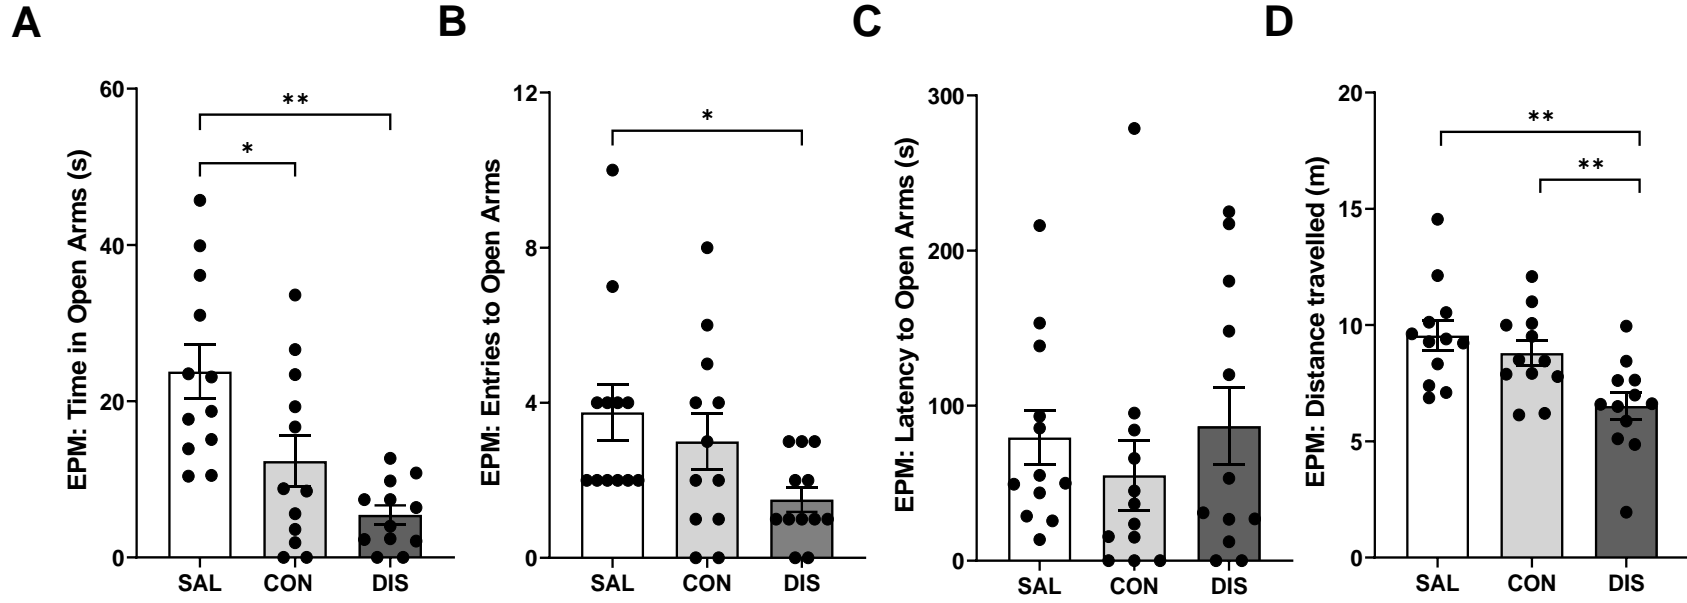 A
EPM: Time in Open Arms (s)
60
40
20
0
**
*
SAL CON DIS
B
EPM: Entries to Open Arms
12
8
4
0
*
SAL CON DIS
C
EPM: Latency to Open Arms (s)
300
200
100
0
SAL CON DIS
D
EPM: Distance travelled (m)
20
15
10
5
0
**
**
SAL CON DIS